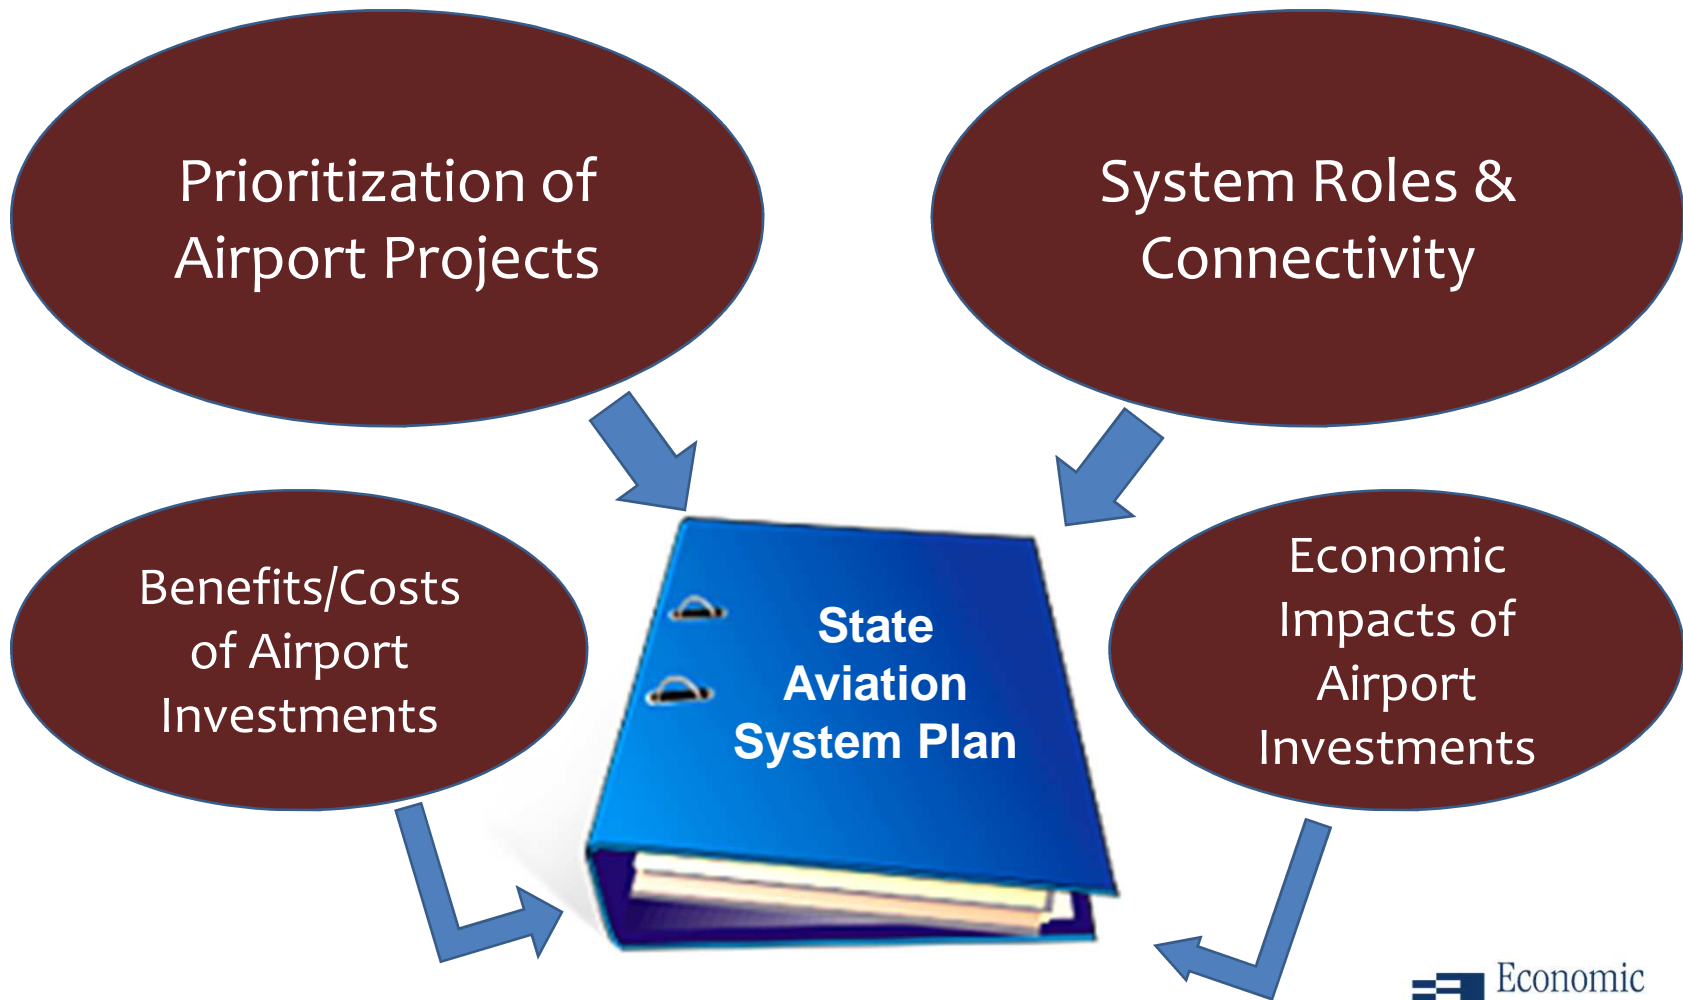 Prioritization of
Airport Projects
System Roles &
Connectivity
Benefits/Costs
of Airport
Investments
State
Aviation
System Plan
Economic
Impacts of
Airport
Investments
Economic